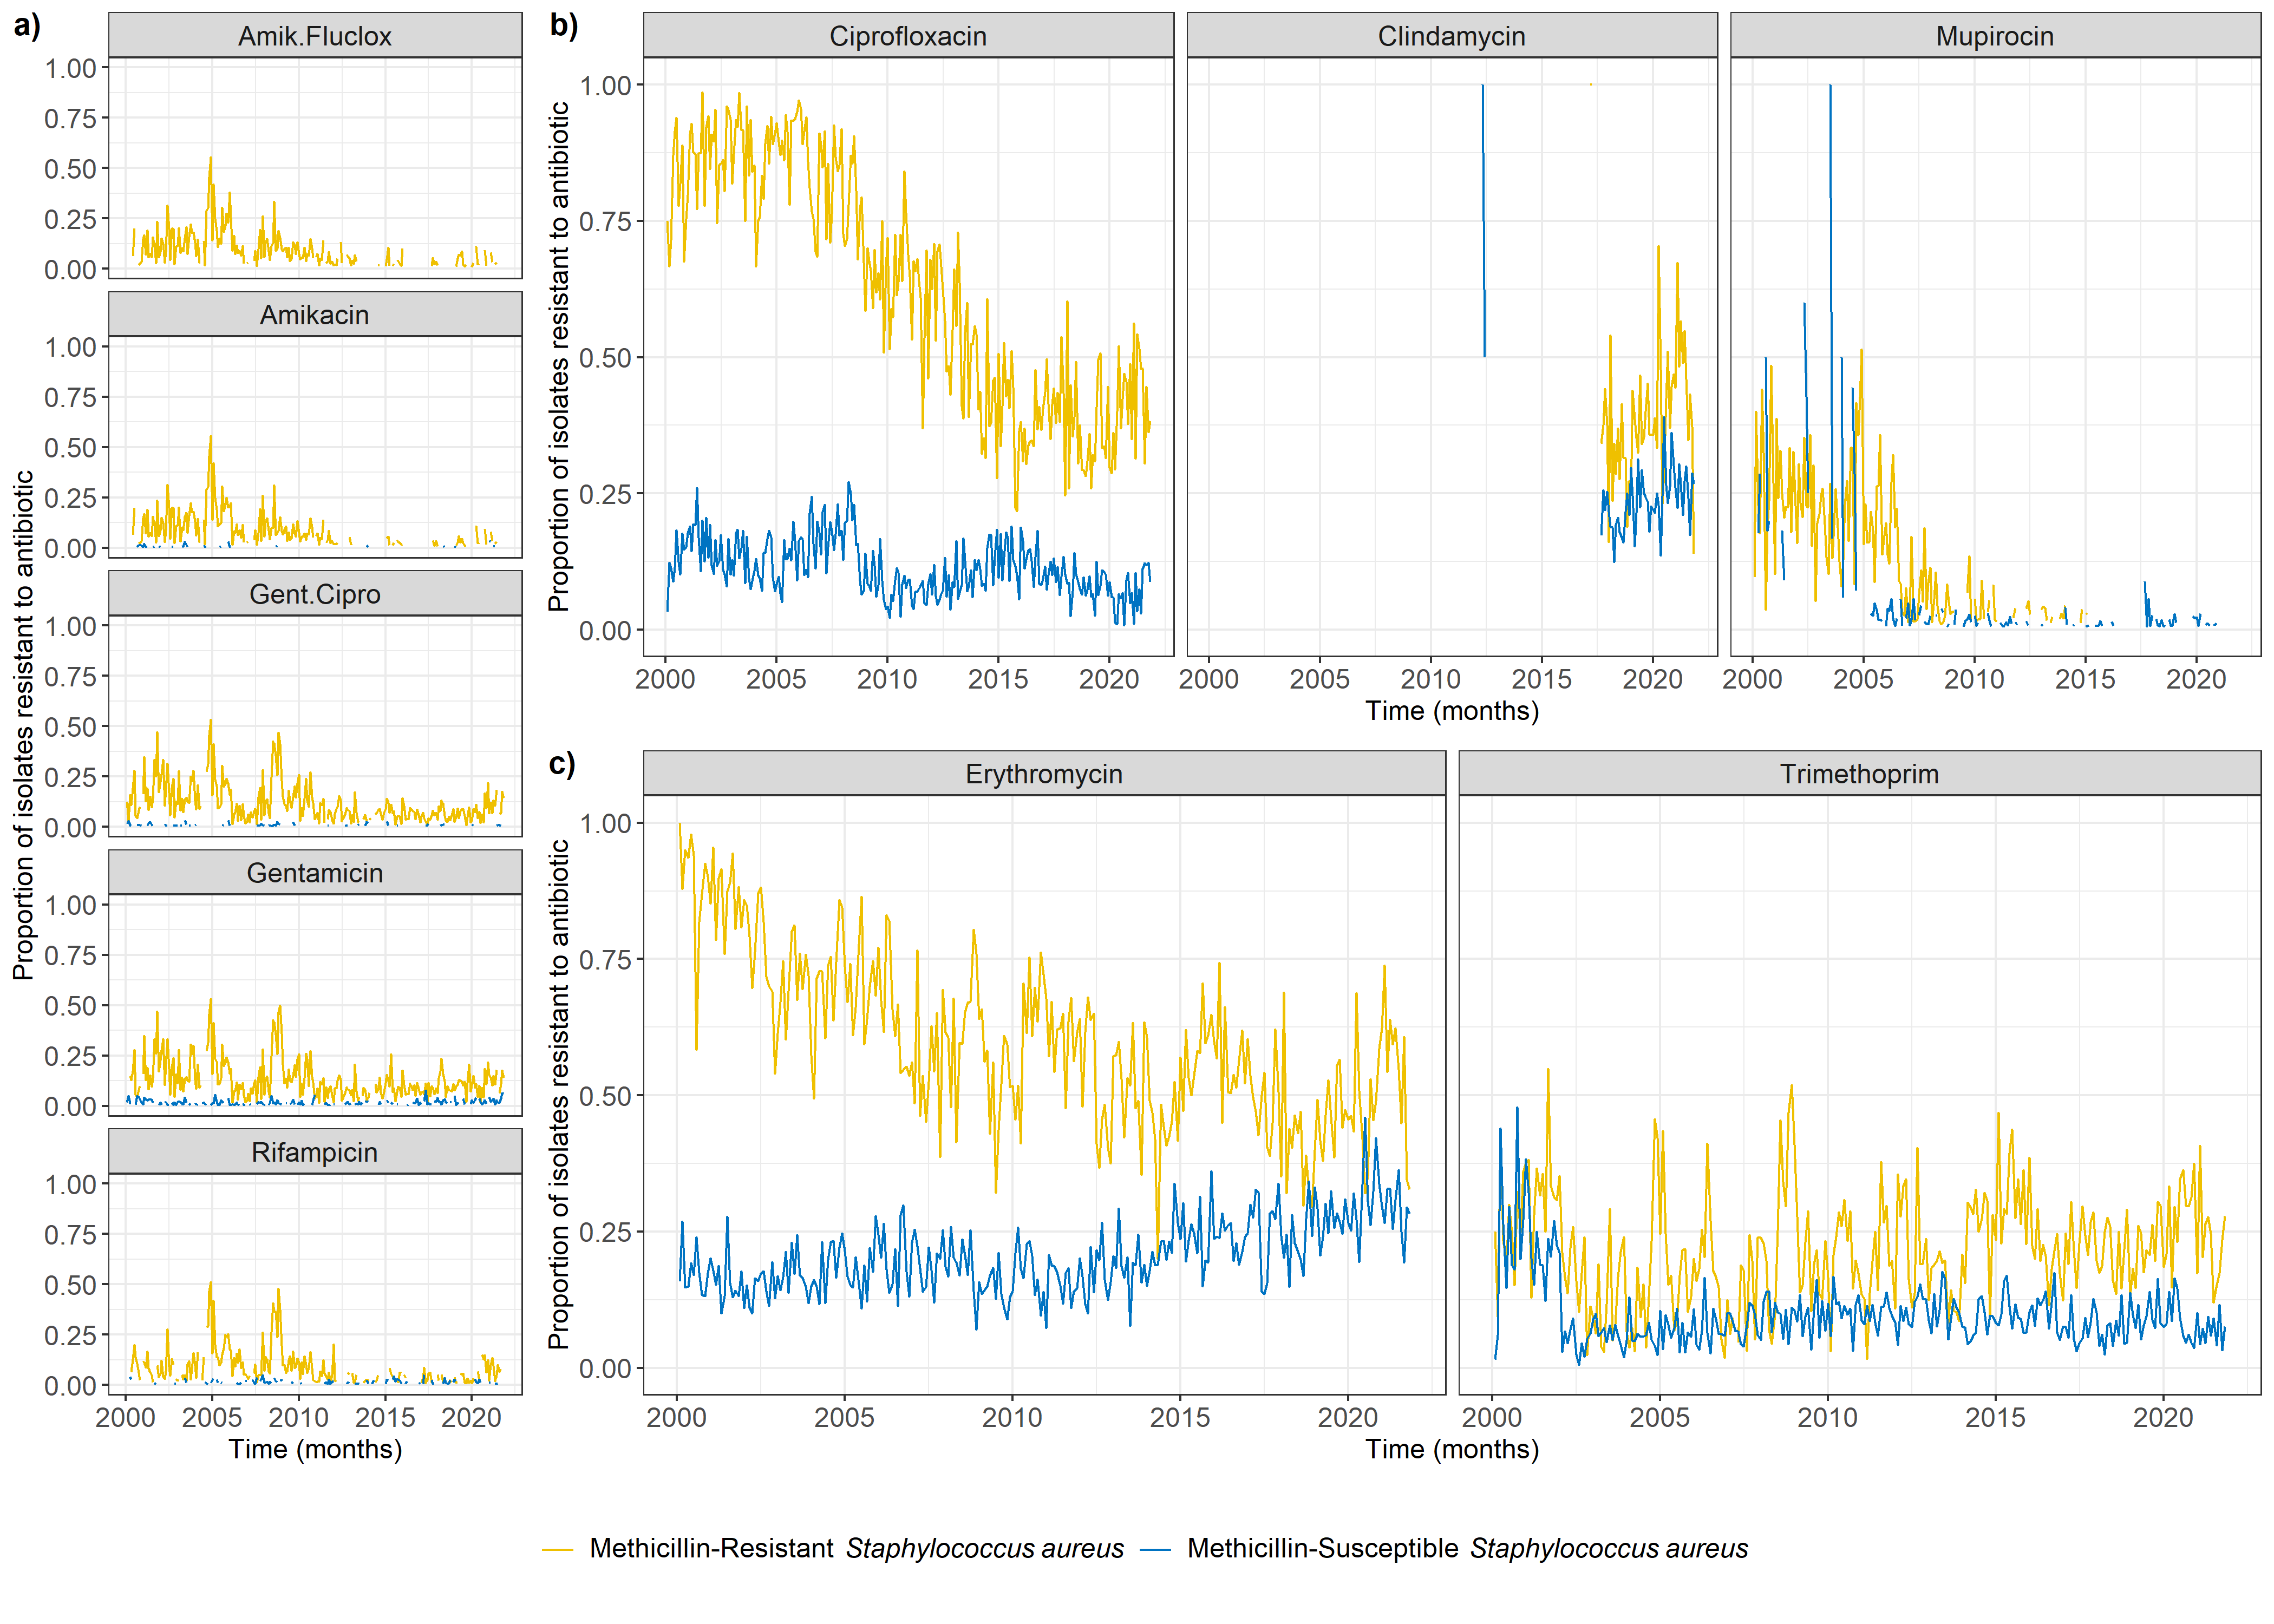 a)
Proportion of isolates resistant to antibiotic
Amik.Fluclox
1.00
0.75
0.50
0.25
0.00
Amikacin
1.00
0.75
0.50
0.25
0.00
Gent.Cipro
1.00
0.75
0.50
0.25
0.00
Gentamicin
1.00
0.75
0.50
0.25
0.00
Rifampicin
1.00
0.75
0.50
0.25
0.00
2000 2005 2010 2015 2020
Time (months)
b)
Proportion of isolates resistant to antibiotic
Ciprofloxacin Clindamycin Mupirocin
1.00
0.75
0.50
0.25
0.00
2000 2005 2010 2015 2020 2000 2005 2010 2015 2020 2000 2005 2010 2015 2020
Time (months)
c)
Proportion of isolates resistant to antibiotic
Erythromycin Trimethoprim
1.00
0.75
0.50
0.25
0.00
2000 2005 2010 2015 2020 2000 2005 2010 2015 2020
Time (months)
Methicillin-Resistant Staphylococcus aureus Methicillin-Susceptible Staphylococcus aureus